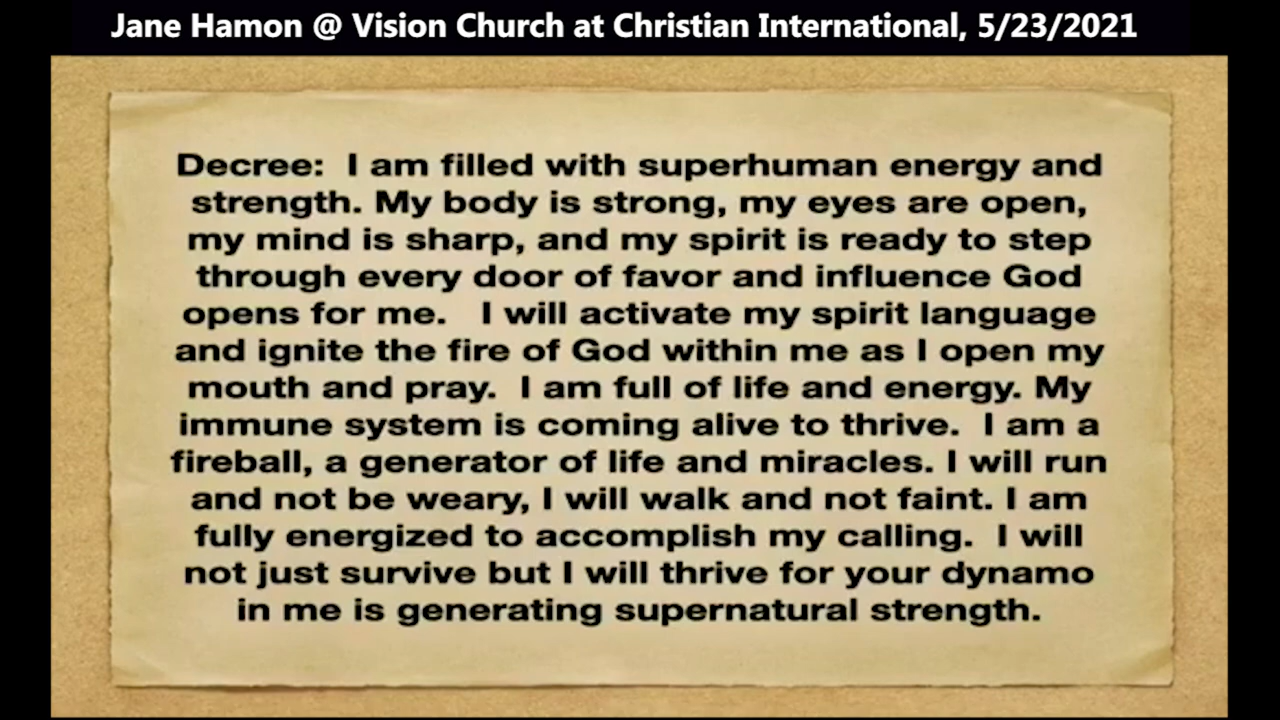 Jane Hamon @ Vision Church at Christian International, 5/23/2021
Decree:  I am filled with superhuman energy and
strength. My body is strong, my eyes are open,
my mind is sharp, and my spirit is ready to step
through every door of favor and influence God
opens for me.   I will activate my spirit language
and ignite the fire of God within me as I open my
mouth and pray.  I am full of life and energy. My
immune system is coming alive to thrive.  I am a
fireball, a generator of life and miracles. I will run
and not be weary, I will walk and not faint. I am
fully energized to accomplish my calling.  I will
not just survive but I will thrive for your dynamo
in me is generating supernatural strength.